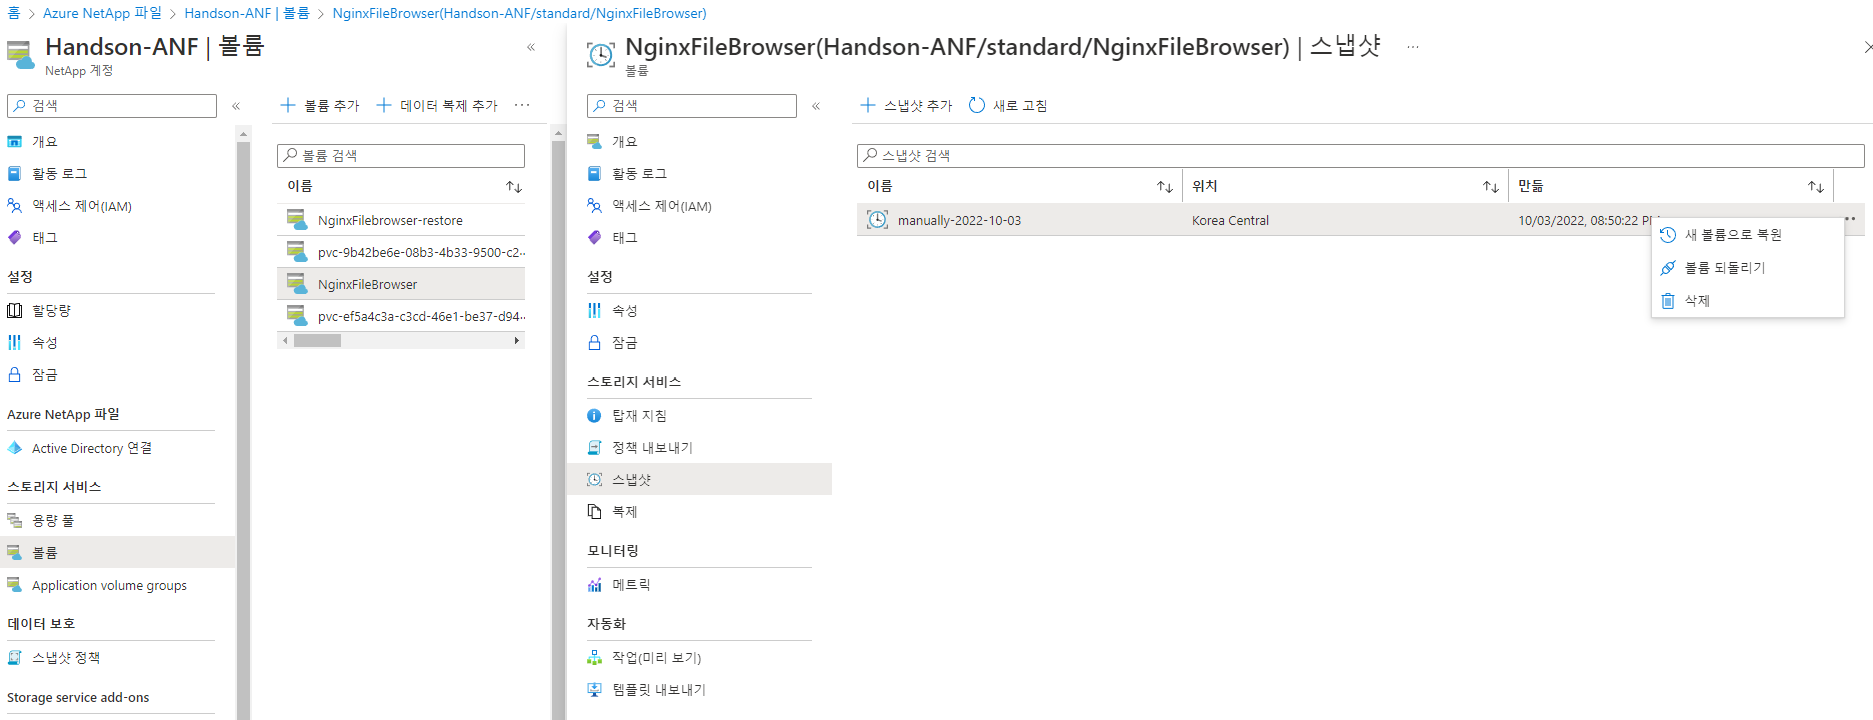 홈 > Azure NetApp 파일 > Handson-ANF | 볼륨 > NginxFileBrowser(Handson-ANF/standard/NginxFileBrowser)
Handson-ANF | 볼륨
NetApp 계정
검색
개요
활동 로그
액세스 제어(IAM)
태그
설정
할당량
속성
잠금
Azure NetApp 파일
Active Directory 연결
스토리지 서비스
용량 풀
볼륨
Application volume groups
데이터 보호
스냅샷 정책
Storage service add-ons
볼륨 추가 데이터 복제 추가 ···
볼륨 검색
이름
NginxFilebrowser-restore
pvc-9b42be6e-08b3-4b33-9500-c2
NginxFileBrowser
pvc-ef5a4c3a-c3cd-46e1-be37-d94
NginxFileBrowser(Handson-ANF/standard/NginxFileBrowser) | 스냅샷 ···
볼륨
검색
개요
활동 로그
액세스 제어(IAM)
태그
설정
속성
잠금
스토리지 서비스
탑재 지침
정책 내보내기
스냅샷
복제
모니터링
메트릭
자동화
작업(미리 보기)
템플릿 내보내기
스냅샷 추가 새로 고침
스냅샷 검색
이름 위치 만듦
manually-2022-10-03 Korea Central 10/03/2022, 08:50:22
새 볼륨으로 복원
볼륨 되돌리기
삭제